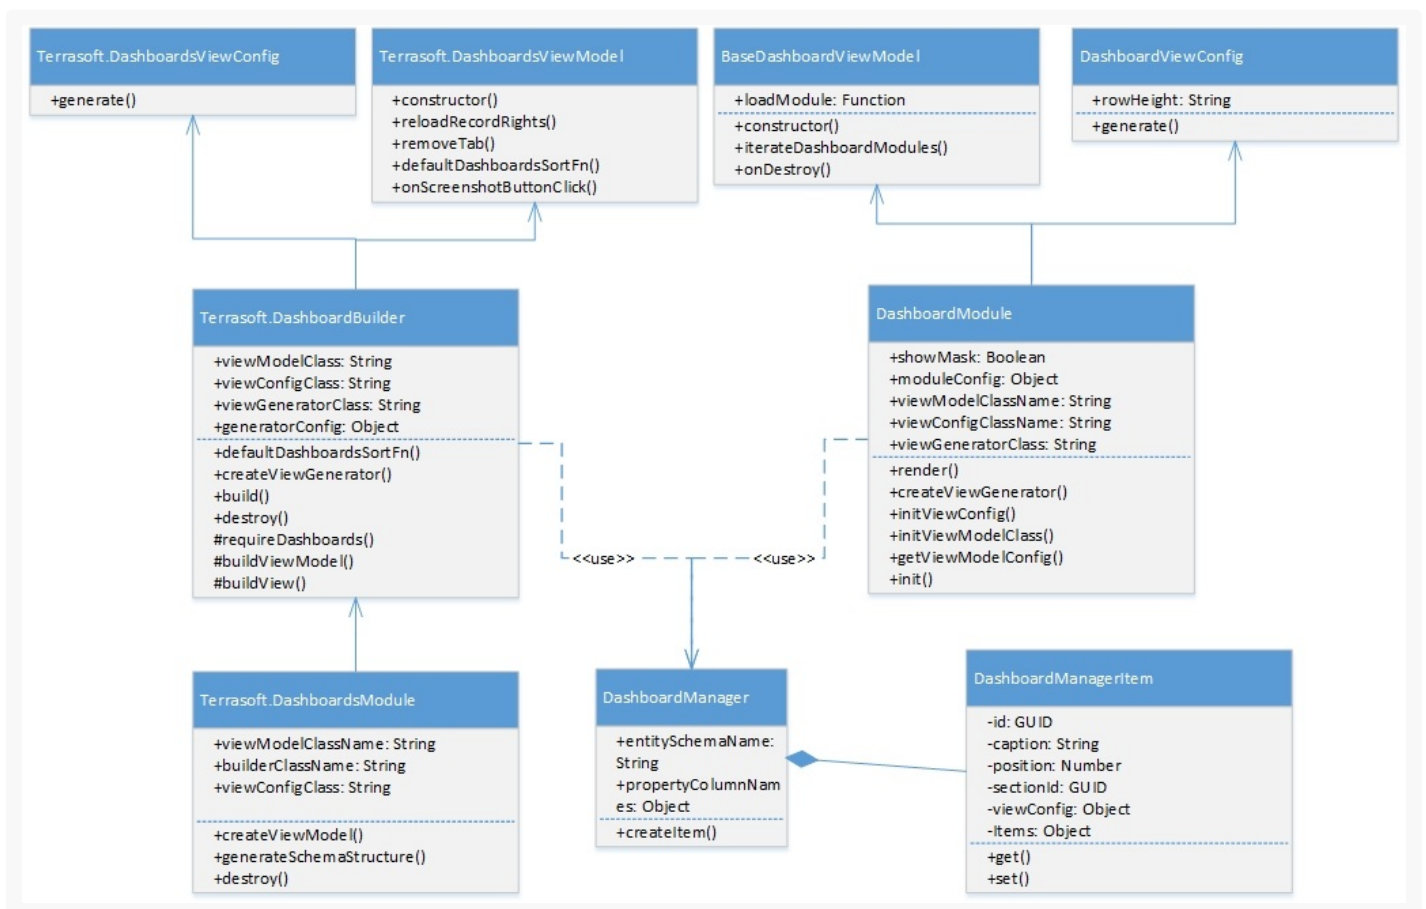 Terrasoft.DashboardsViewConfig
+generate()
Terrasoft.DashboardsViewModel
+constructor()
+reloadRecordRights()
+removeTab()
+defaultDashboardsSortFn()
+onScreenshotButtonClick()
BaseDashboardViewModel
+loadModule: Function
+constructor()
+iterateDashboardModules()
+onDestroy()
DashboardViewConfig
+rowHeight: String
+generate()
Terrasoft.DashboardBuilder
+viewModelClass: String
+viewConfigClass: String
+viewGeneratorClass: String
+generatorConfig: Object
+defaultDashboardsSortFn()
+createViewGenerator()
+build()
+destroy()
#requireDashboards()
#buildViewModel()
#buildView()
DashboardModule
+showMask: Boolean
+moduleConfig: Object
+viewModelClassName: String
+viewConfigClassName: String
+viewGeneratorClass: String
+render()
+createViewGenerator()
+initViewConfig()
+initViewModelClass()
+getViewModelConfig()
+init()
<<use>>
<<use>>
Terrasoft.DashboardsModule
+viewModelClassName: String
+builderClassName: String
+viewConfigClass: String
+createViewModel()
+generateSchemaStructure()
+destroy()
DashboardManager
+entitySchemaName:
String
+propertyColumnNam
es: Object
+createItem()
DashboardManagerItem
-id: GUID
-caption: String
-position: Number
-sectionId: GUID
-viewConfig: Object
-Items: Object
+get()
+set()